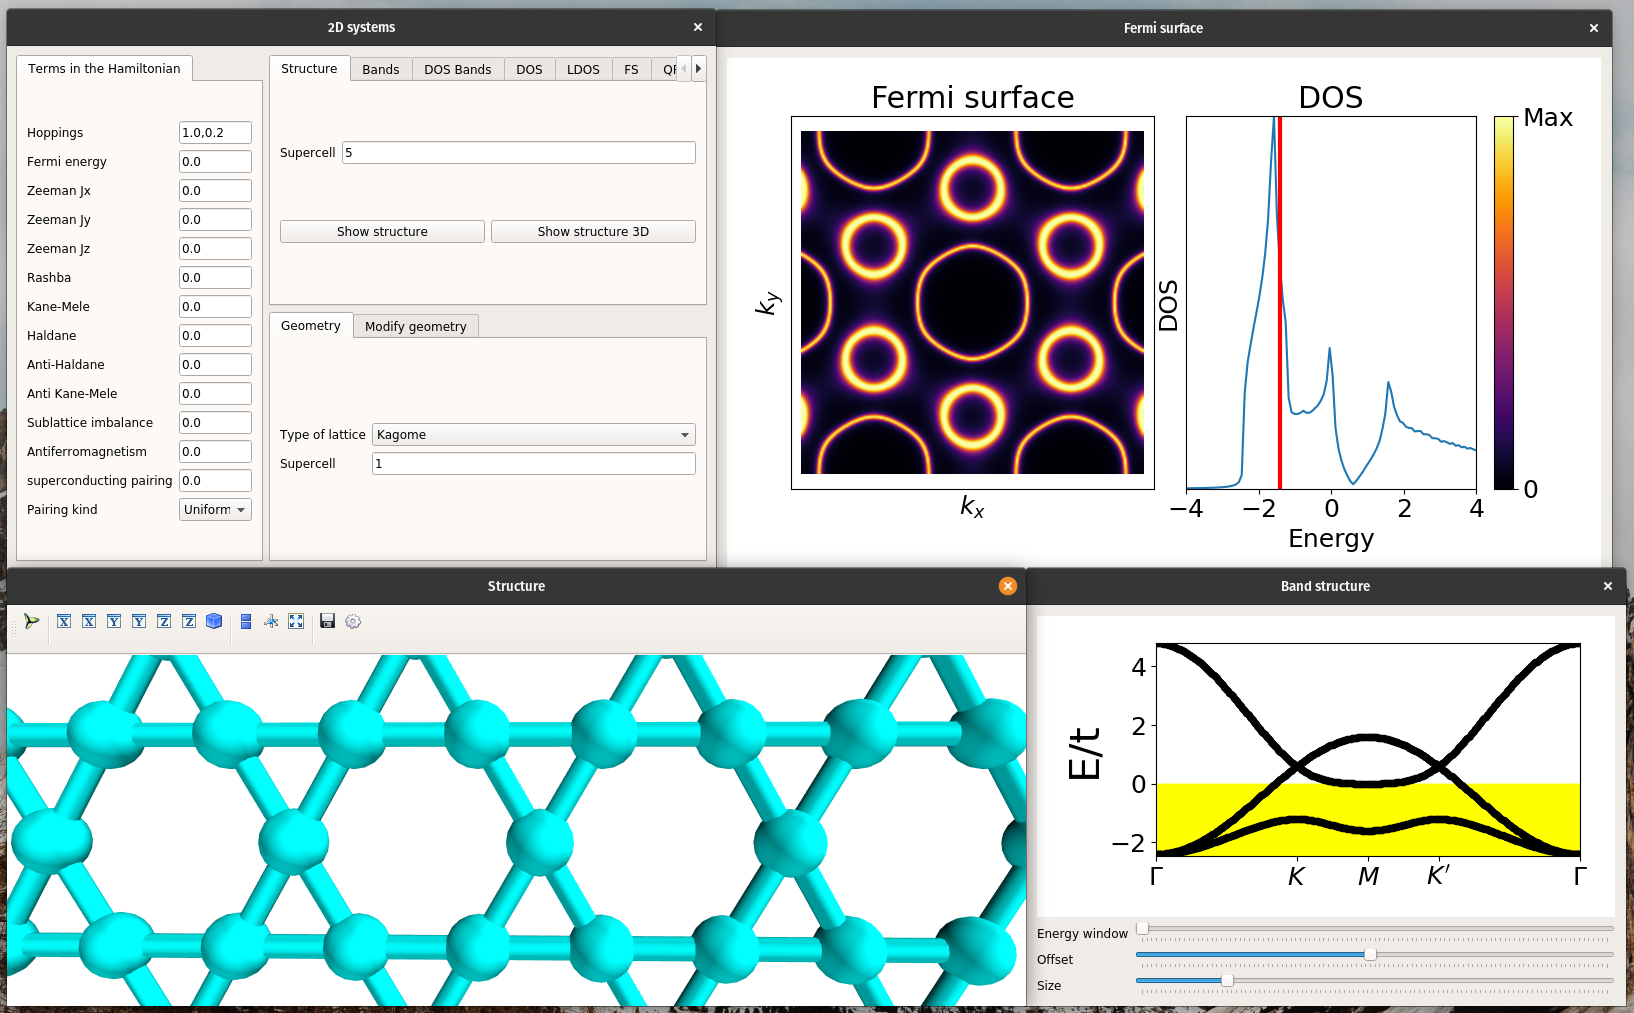 2D systems
Terms in the Hamiltonian
Hoppings 1.0,0.2
Fermi energy 0.0
Zeeman Jx 0.0
Zeeman Jy 0.0
Zeeman Jz 0.0
Rashba 0.0
Kane-Mele 0.0
Haldane 0.0
Anti-Haldane 0.0
Anti Kane-Mele 0.0
Sublattice imbalance 0.0
Antiferromagnetism 0.0
superconducting pairing 0.0
Pairing kind Uniform
Structure Bands DOS Bands DOS LDOS FS
Supercell 5
Show structure Show structure 3D
Geometry Modify geometry
Type of lattice Kagome
Supercell 1
Fermi surface
Fermi surface
k_y
k_x
DOS
DOS
−4 −2 0 2 4
Energy
Max
0
Structure
X X Y Y Z Z
Band structure
E/t
4
2
0
−2
Γ K M K′ Γ
Energy window
Offset
Size